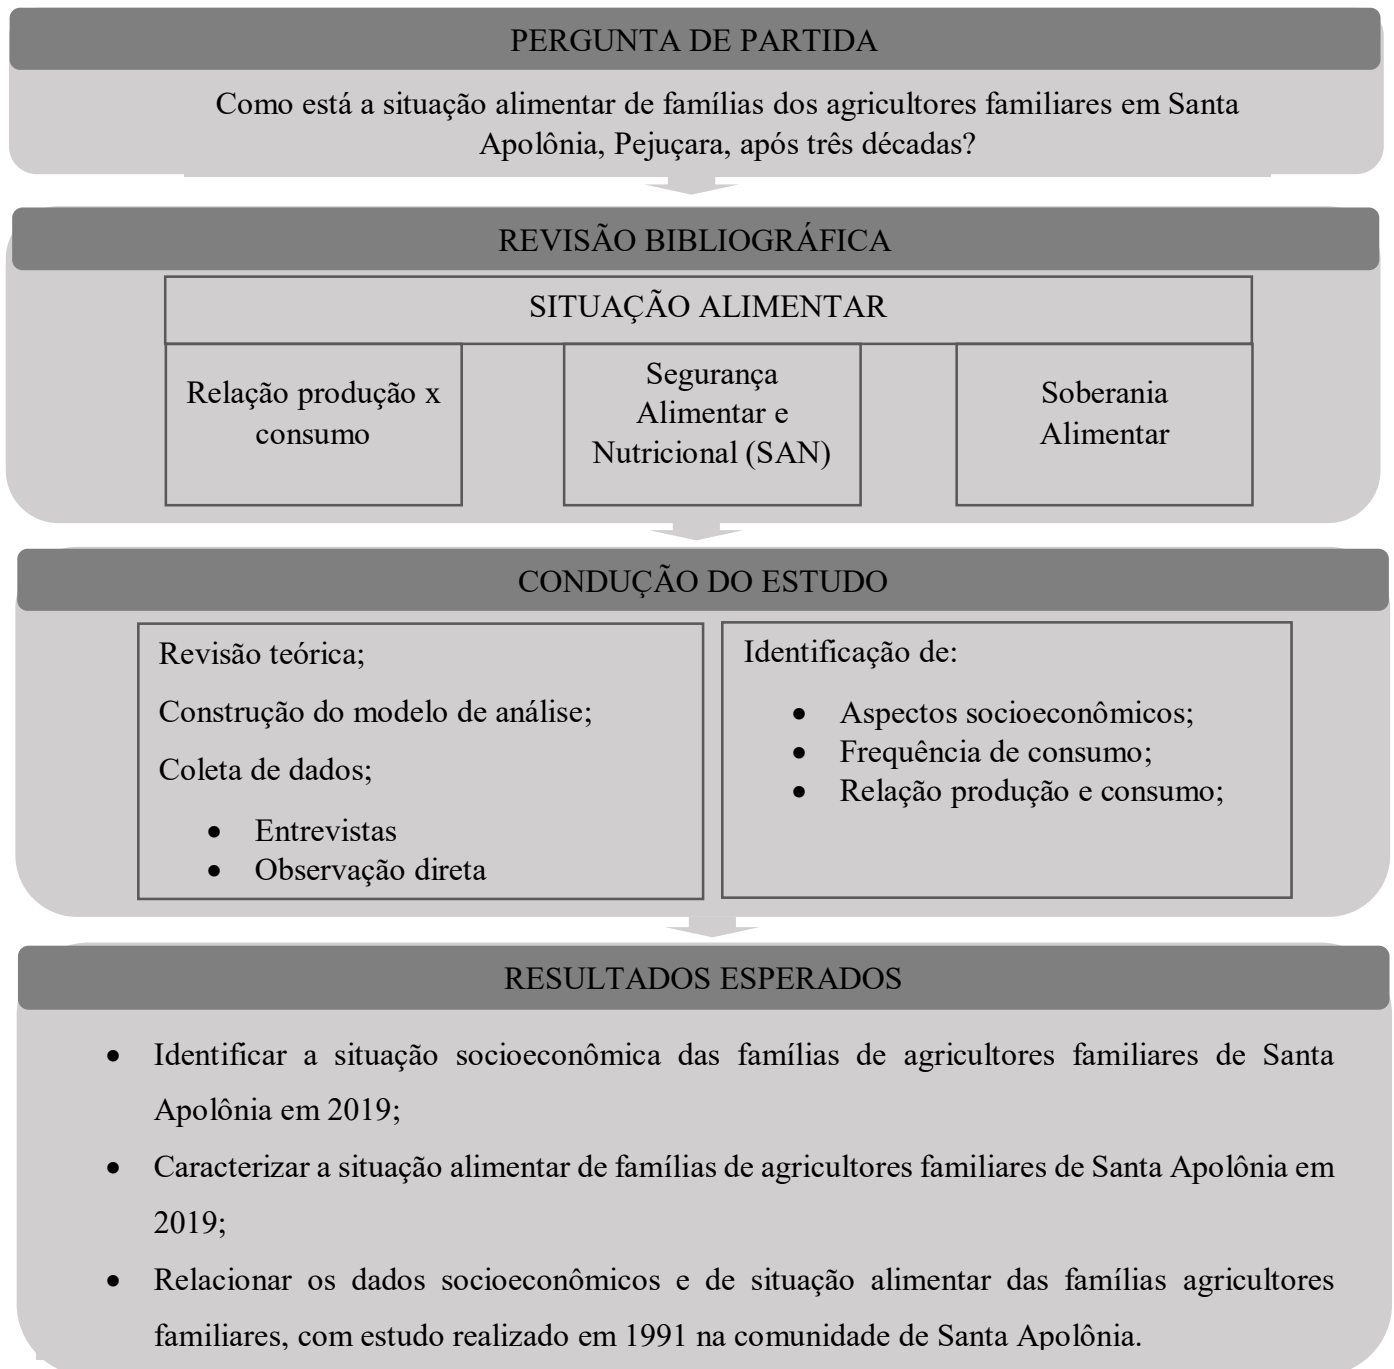 PERGUNTA DE PARTIDA
Como está a situação alimentar de famílias dos agricultores familiares em Santa
Apolônia, Pejuçara, após três décadas?
REVISÃO BIBLIOGRÁFICA
SITUAÇÃO ALIMENTAR
Relação produção x
consumo
Segurança
Alimentar e
Nutricional (SAN)
Soberania
Alimentar
CONDUÇÃO DO ESTUDO
Revisão teórica;
Construção do modelo de análise;
Coleta de dados;
• Entrevistas
• Observação direta
Identificação de:
• Aspectos socioeconômicos;
• Frequência de consumo;
• Relação produção e consumo;
RESULTADOS ESPERADOS
• Identificar a situação socioeconômica das famílias de agricultores familiares de Santa
Apolônia em 2019;
• Caracterizar a situação alimentar de famílias de agricultores familiares de Santa Apolônia em
2019;
• Relacionar os dados socioeconômicos e de situação alimentar das famílias agricultores
familiares, com estudo realizado em 1991 na comunidade de Santa Apolônia.